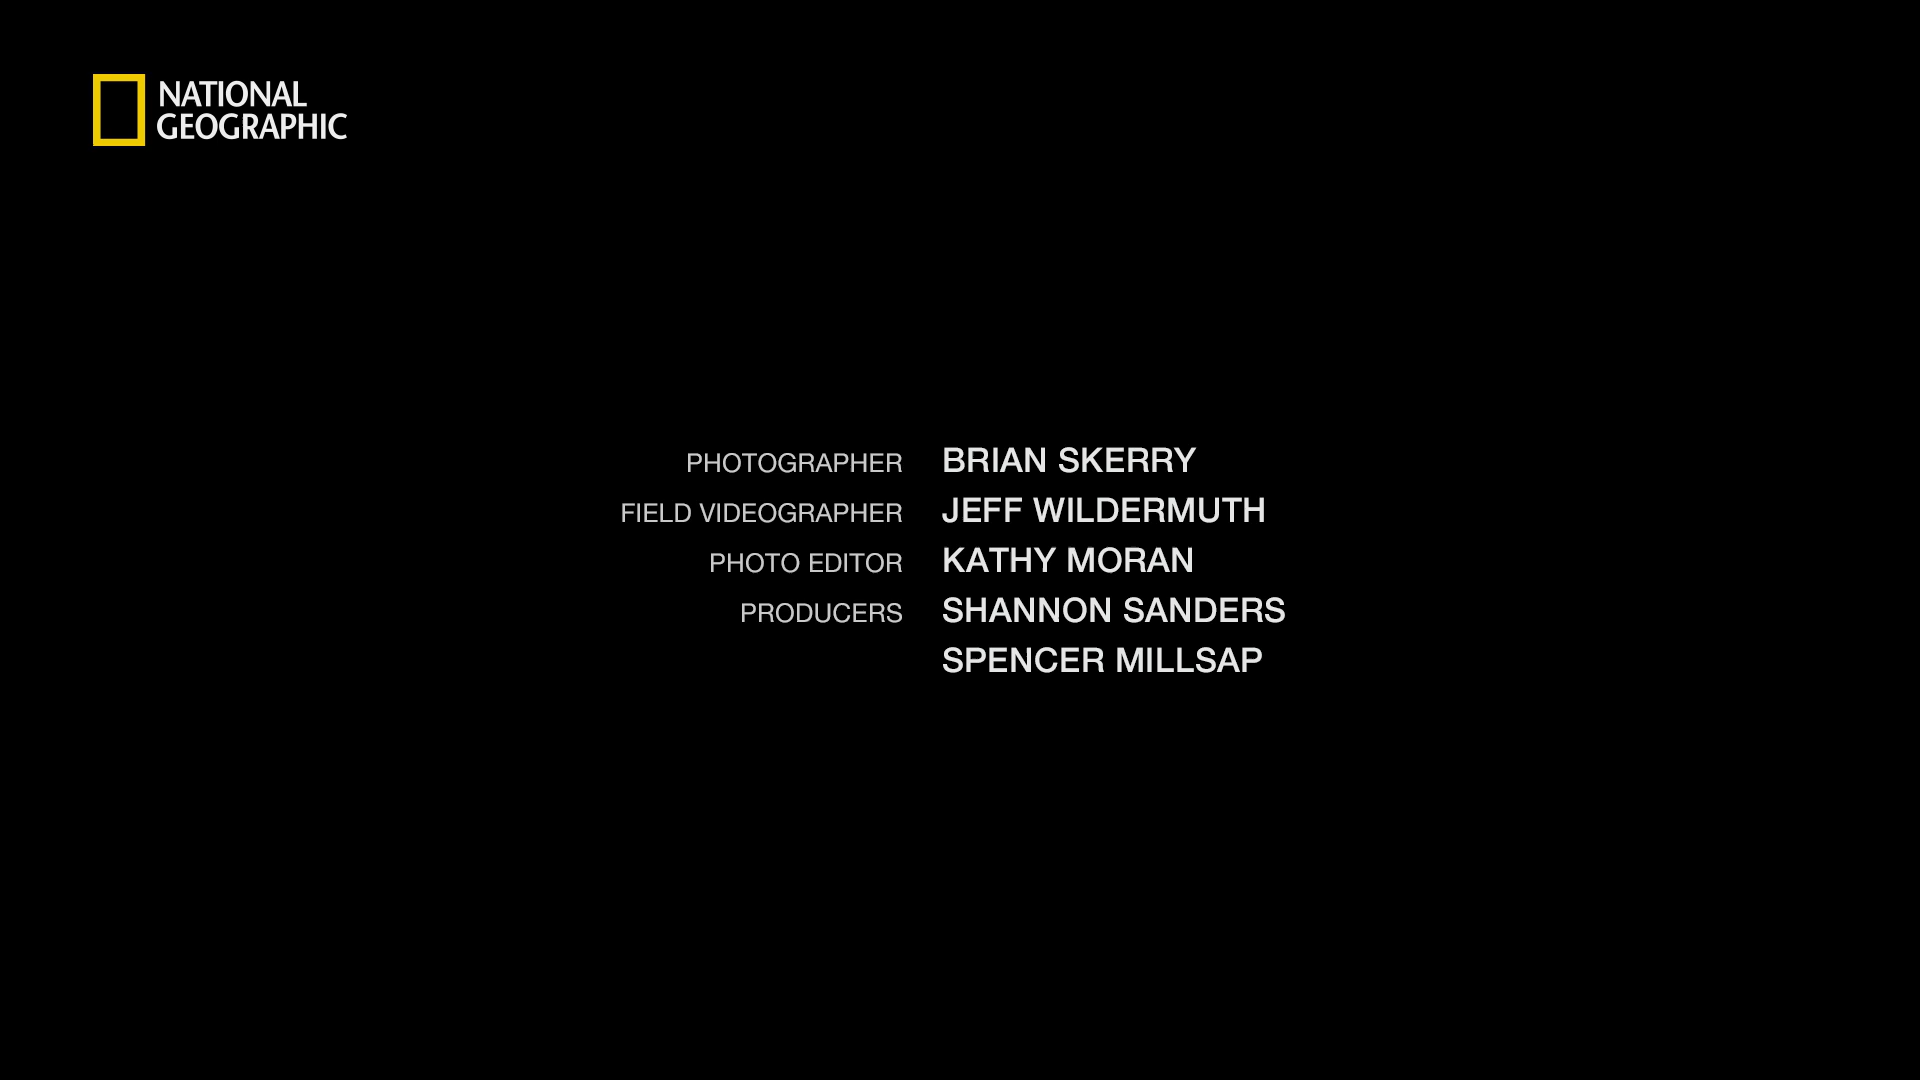 NATIONAL
GEOGRAPHIC
PHOTOGRAPHER BRIAN SKERRY
FIELD VIDEOGRAPHER JEFF WILDERMUTH
PHOTO EDITOR KATHY MORAN
PRODUCERS SHANNON SANDERS
SPENCER MILLSAP